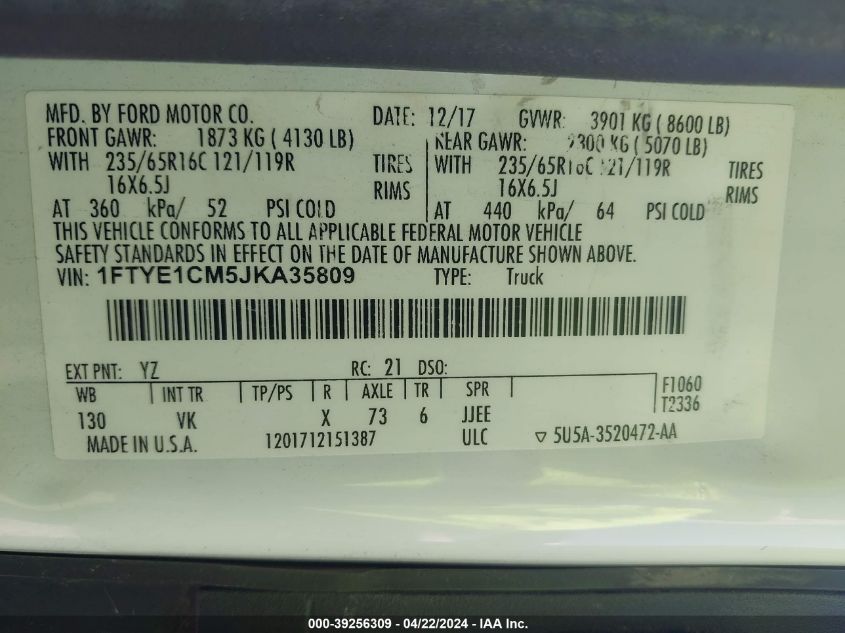 MFD. BY FORD MOTOR CO. DATE: 12/17 GVWR: 3901 KG ( 8600 LB)
FRONT GAWR: 1873 KG ( 4130 LB) REAR GAWR: 2300 KG ( 5070 LB)
WITH 235/65R16C 121/119R TIRES WITH 235/65R16C 121/119R TIRES
16X6.5J RIMS 16X6.5J RIMS
AT 360 kPa/ 52 PSI COLD AT 440 kPa/ 64 PSI COLD
THIS VEHICLE CONFORMS TO ALL APPLICABLE FEDERAL MOTOR VEHICLE
SAFETY STANDARDS IN EFFECT ON THE DATE OF MANUFACTURE SHOWN ABOVE.
VIN: 1FTYE1CM5JKA35809 TYPE: Truck
EXT PNT: YZ RC: 21 DSO:
WB INT TR TP/PS R AXLE TR SPR F1060
130 VK X 73 6 JJEE T2336
MADE IN U.S.A. 1201712151387 ULC ▽ 5U5A-3520472-AA
000-39256309 - 04/22/2024 - IAA Inc.